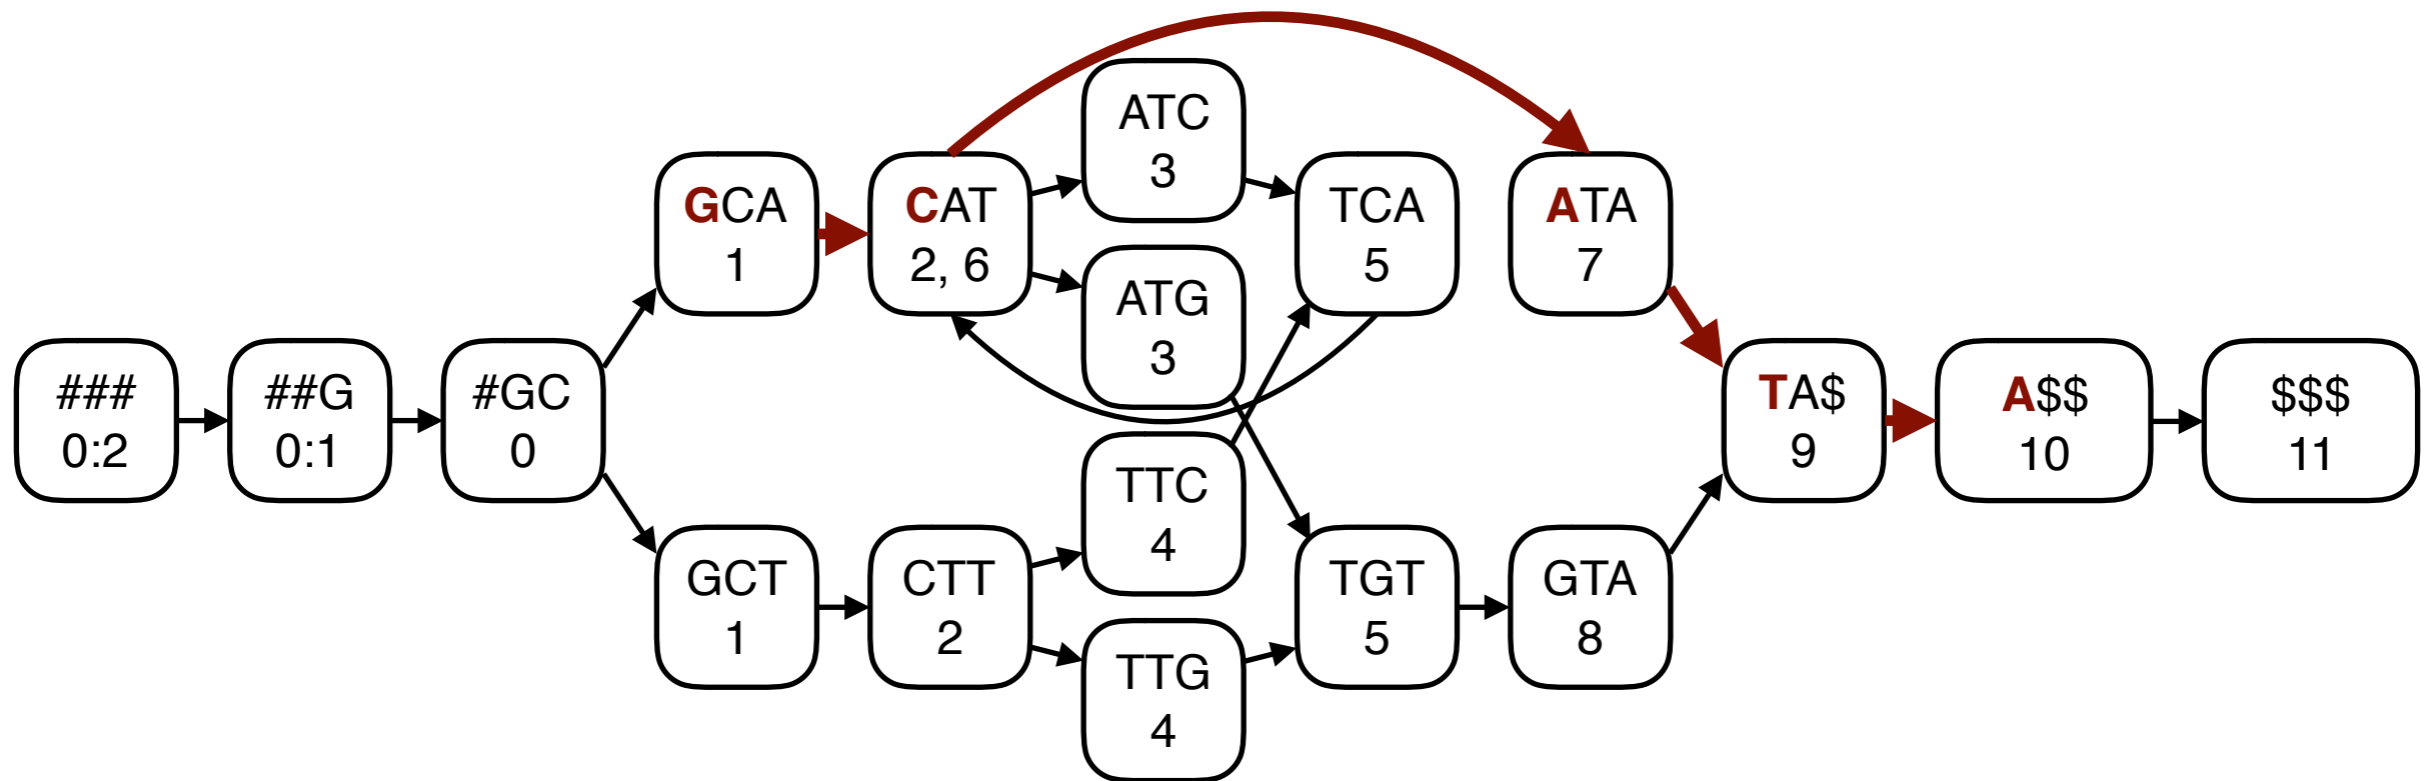 ###
0:2
##G
0:1
#GC
0
GCA
1
GCT
1
CAT
2, 6
CTT
2
ATC
3
ATG
3
TTC
4
TTG
4
TCA
5
TGT
5
ATA
7
GTA
8
TA$
9
A$$
10
$$$
11